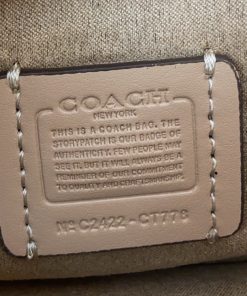 COACH
NEW YORK
THIS IS A COACH BAG. THE
STORYPATCH IS OUR BADGE OF
AUTHENTICITY. FEW PEOPLE MAY
SEE IT, BUT IT WILL ALWAYS BE A
REMINDER OF OUR COMMITMENT
TO QUALITY AND CRAFTSMANSHIP.
Nº C2422-CT778